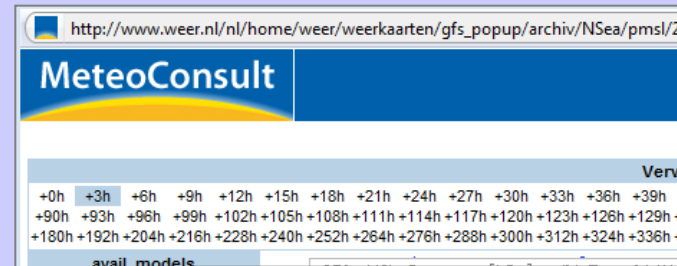 http://www.weer.nl/nl/home/weer/weerkaarten/gfs_popup/archiv/NSea/pmsl/
MeteoConsult
+0h +3h +6h +9h +12h +15h +18h +21h +24h +27h +30h +33h +36h +39h
+90h +93h +96h +99h +102h +105h +108h +111h +114h +117h +120h +123h +126h +129h
+180h +192h +204h +216h +228h +240h +252h +264h +276h +288h +300h +312h +324h +336h
avail. models